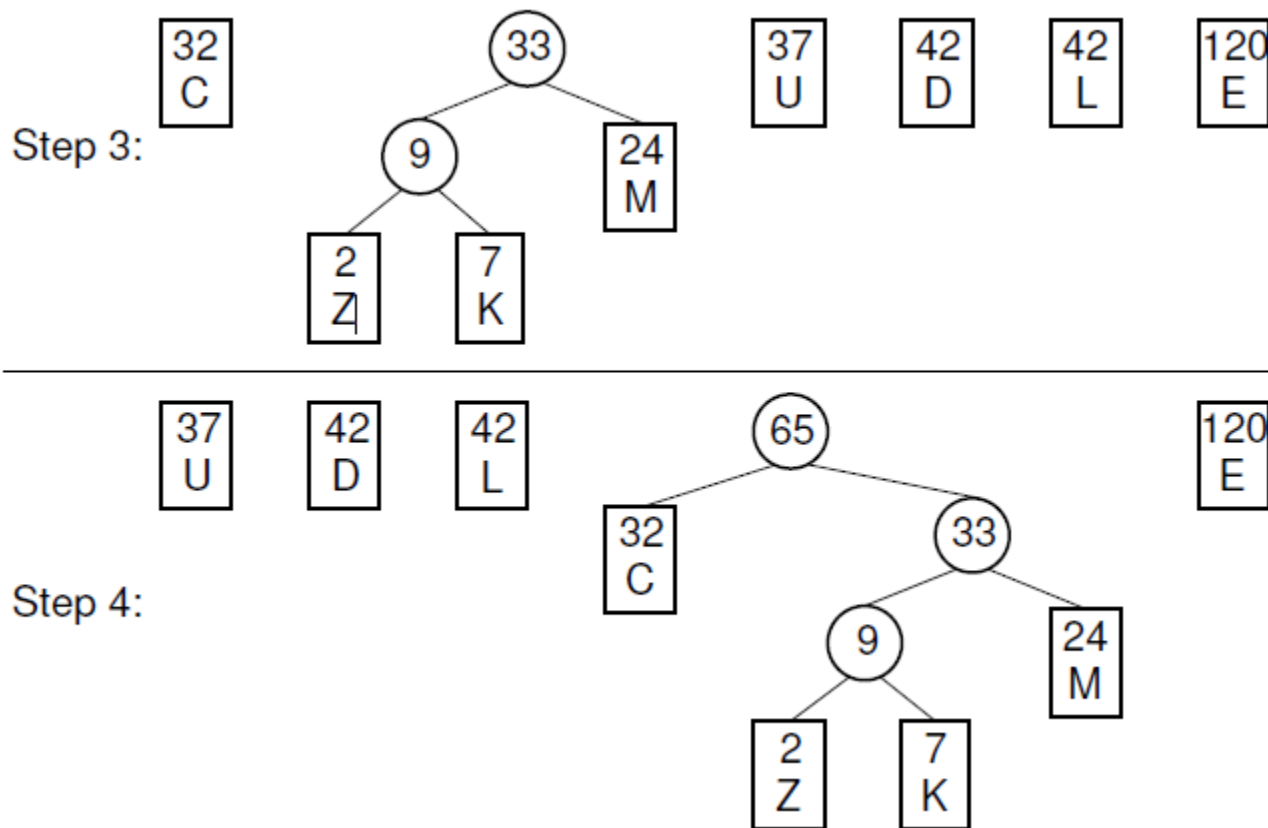 32 33 37 42 42 120
C U D L E
Step 3: 9 24
M
2 7
Z K
37 42 42 65 120
U D L E
32 33
C
Step 4: 9 24
M
2 7
Z K